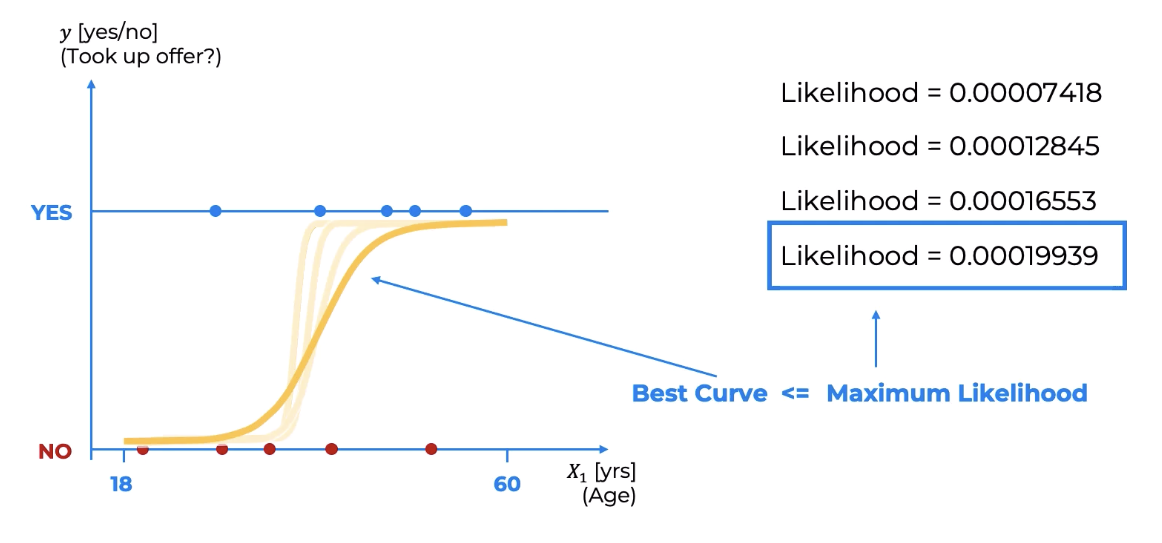 y [yes/no]
(Took up offer?)
YES
NO
18
60
X₁ [yrs]
(Age)
Likelihood = 0.00007418
Likelihood = 0.00012845
Likelihood = 0.00016553
Likelihood = 0.00019939
Best Curve <= Maximum Likelihood